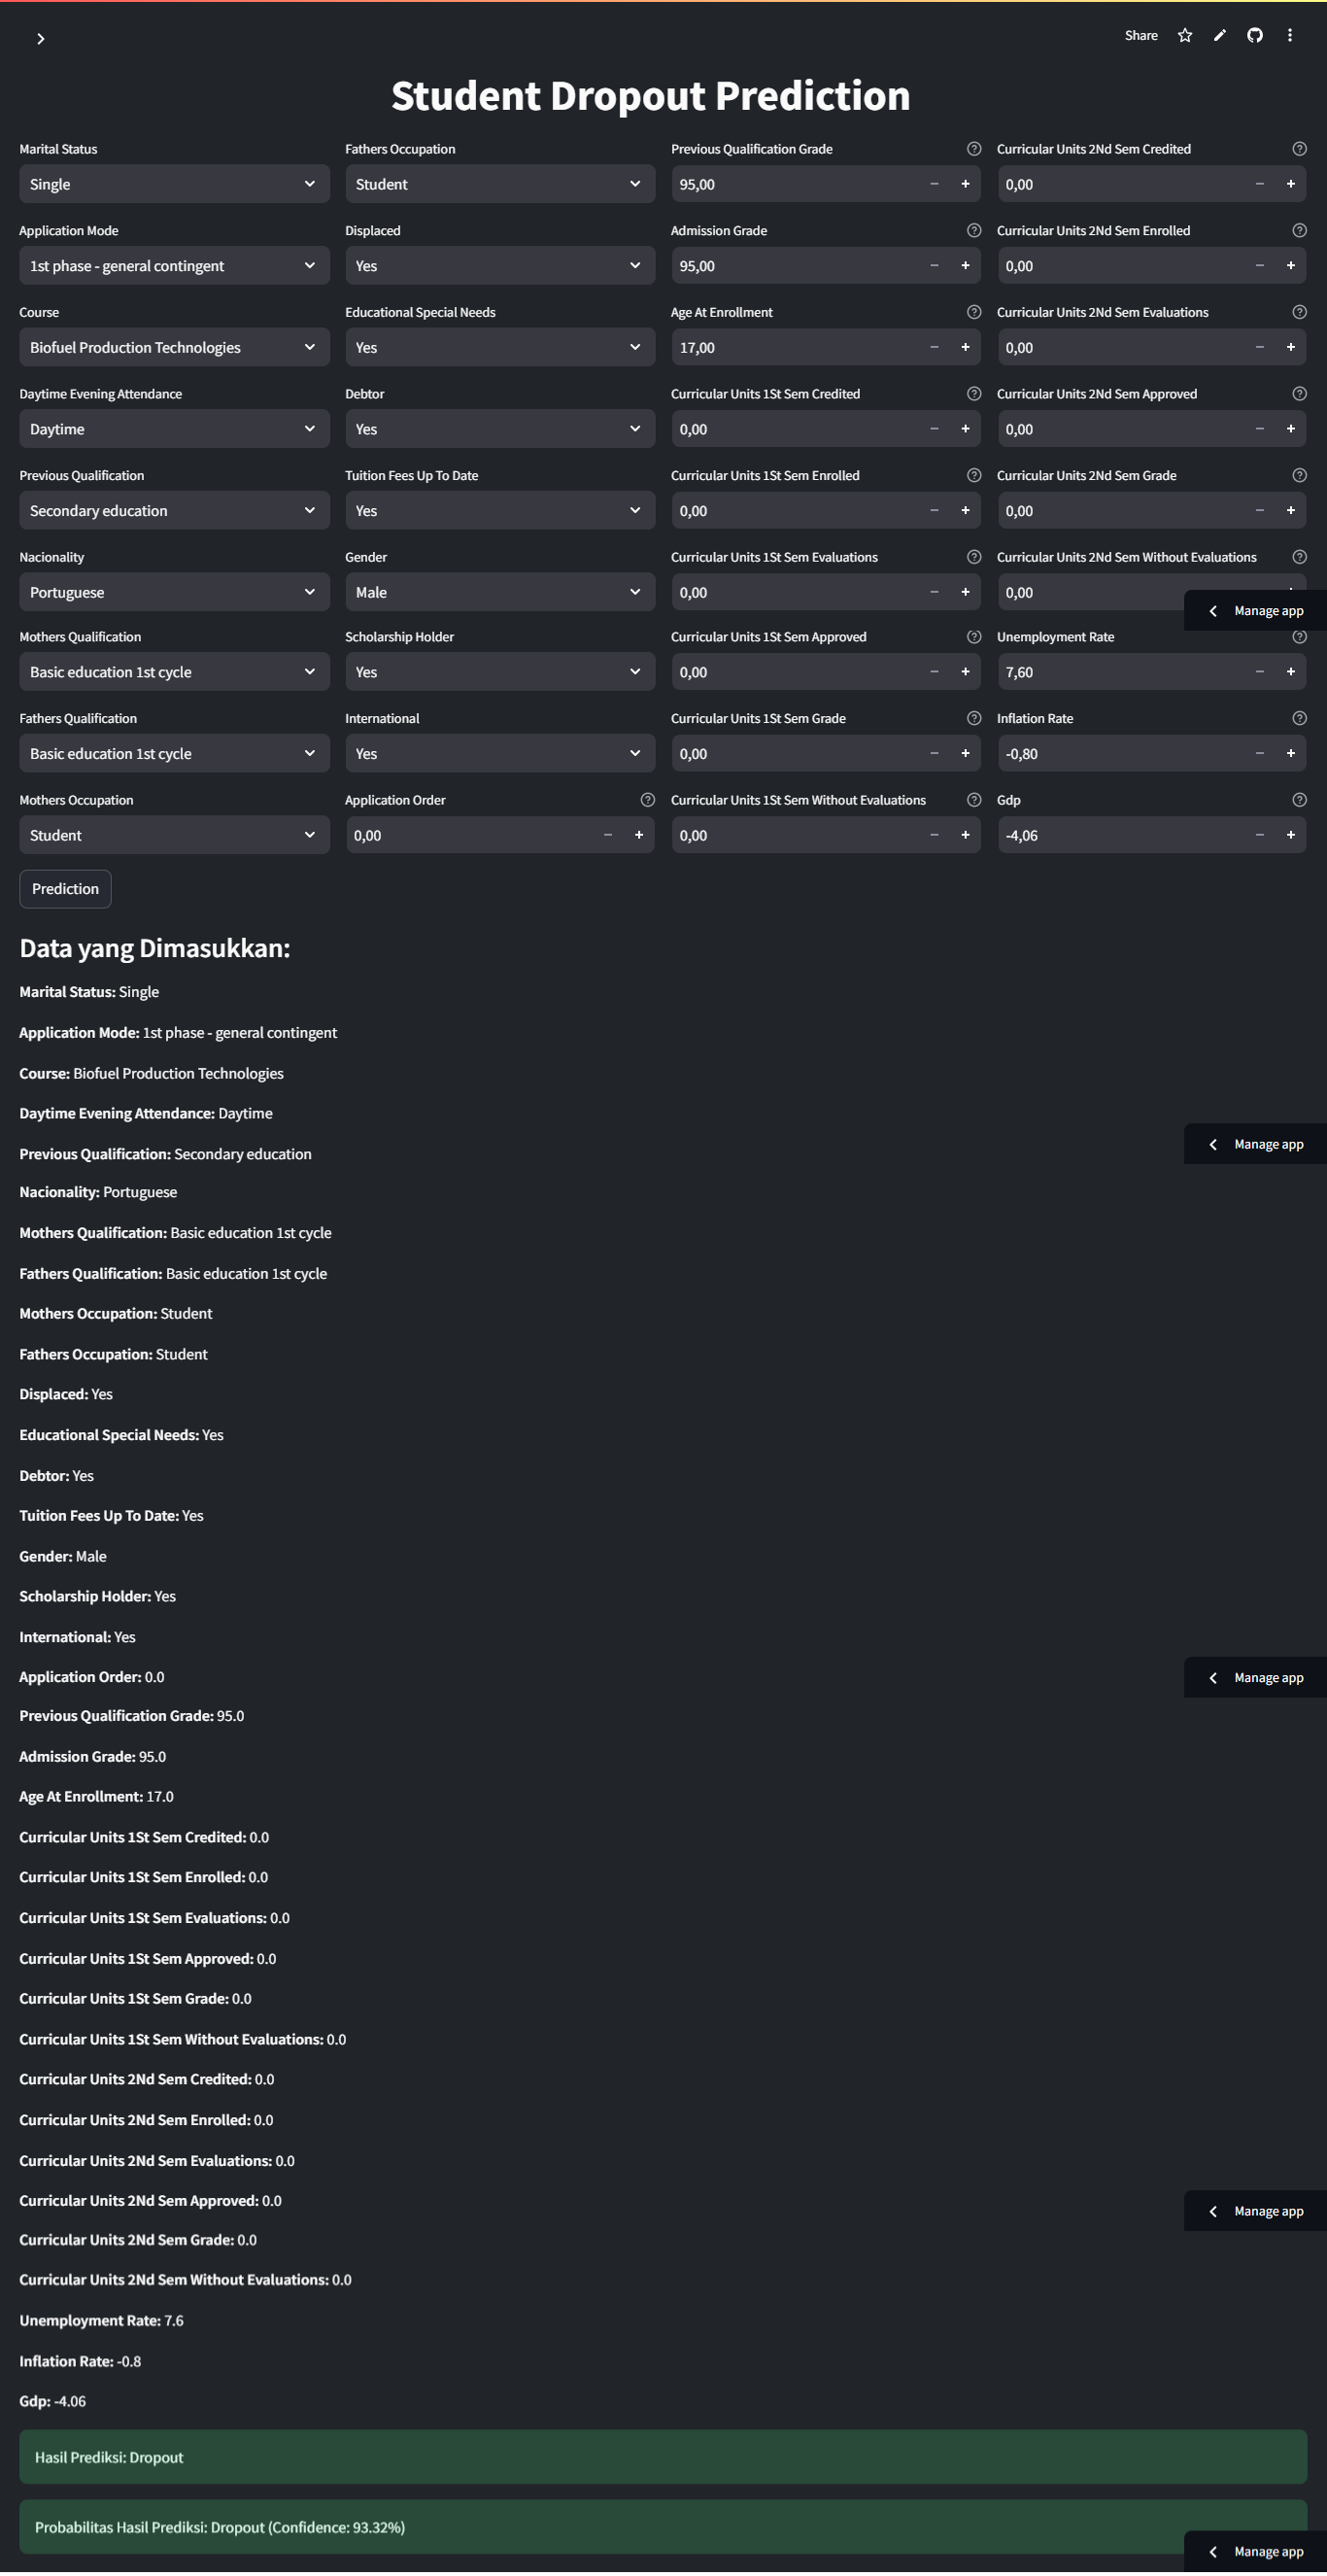 Share
Student Dropout Prediction
Marital Status
Single
Fathers Occupation
Student
Previous Qualification Grade
95,00
Curricular Units 2Nd Sem Credited
0,00
Application Mode
1st phase - general contingent
Displaced
Yes
Admission Grade
95,00
Curricular Units 2Nd Sem Enrolled
0,00
Course
Biofuel Production Technologies
Educational Special Needs
Yes
Age At Enrollment
17,00
Curricular Units 2Nd Sem Evaluations
0,00
Daytime Evening Attendance
Daytime
Debtor
Yes
Curricular Units 1St Sem Credited
0,00
Curricular Units 2Nd Sem Approved
0,00
Previous Qualification
Secondary education
Tuition Fees Up To Date
Yes
Curricular Units 1St Sem Enrolled
0,00
Curricular Units 2Nd Sem Grade
0,00
Nacionality
Portuguese
Gender
Male
Curricular Units 1St Sem Evaluations
0,00
Curricular Units 2Nd Sem Without Evaluations
0,00
Manage app
Mothers Qualification
Basic education 1st cycle
Scholarship Holder
Yes
Curricular Units 1St Sem Approved
0,00
Unemployment Rate
7,60
Fathers Qualification
Basic education 1st cycle
International
Yes
Curricular Units 1St Sem Grade
0,00
Inflation Rate
-0,80
Mothers Occupation
Student
Application Order
0,00
Curricular Units 1St Sem Without Evaluations
0,00
Gdp
-4,06
Prediction
Data yang Dimasukkan:
Marital Status: Single
Application Mode: 1st phase - general contingent
Course: Biofuel Production Technologies
Daytime Evening Attendance: Daytime
Manage app
Previous Qualification: Secondary education
Nacionality: Portuguese
Mothers Qualification: Basic education 1st cycle
Fathers Qualification: Basic education 1st cycle
Mothers Occupation: Student
Fathers Occupation: Student
Displaced: Yes
Educational Special Needs: Yes
Debtor: Yes
Tuition Fees Up To Date: Yes
Gender: Male
Scholarship Holder: Yes
International: Yes
Application Order: 0.0
Manage app
Previous Qualification Grade: 95.0
Admission Grade: 95.0
Age At Enrollment: 17.0
Curricular Units 1St Sem Credited: 0.0
Curricular Units 1St Sem Enrolled: 0.0
Curricular Units 1St Sem Evaluations: 0.0
Curricular Units 1St Sem Approved: 0.0
Curricular Units 1St Sem Grade: 0.0
Curricular Units 1St Sem Without Evaluations: 0.0
Curricular Units 2Nd Sem Credited: 0.0
Curricular Units 2Nd Sem Enrolled: 0.0
Curricular Units 2Nd Sem Evaluations: 0.0
Curricular Units 2Nd Sem Approved: 0.0
Manage app
Curricular Units 2Nd Sem Grade: 0.0
Curricular Units 2Nd Sem Without Evaluations: 0.0
Unemployment Rate: 7.6
Inflation Rate: -0.8
Gdp: -4.06
Hasil Prediksi: Dropout
Probabilitas Hasil Prediksi: Dropout (Confidence: 93.32%)
Manage app